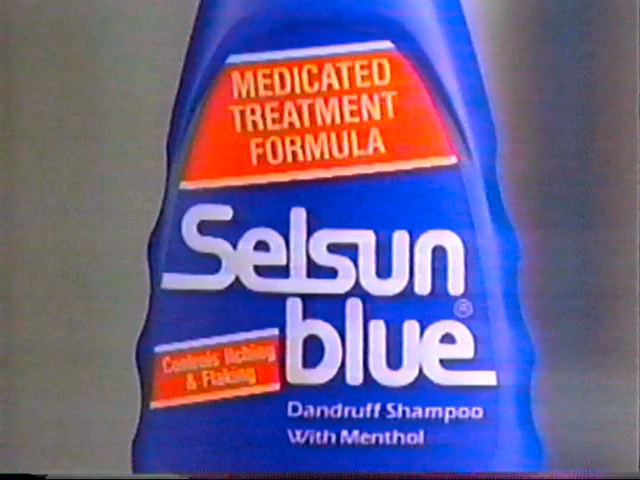 MEDICATED
TREATMENT
FORMULA
Selsun
blue®
Controls Itching
& Flaking
Dandruff Shampoo
With Menthol